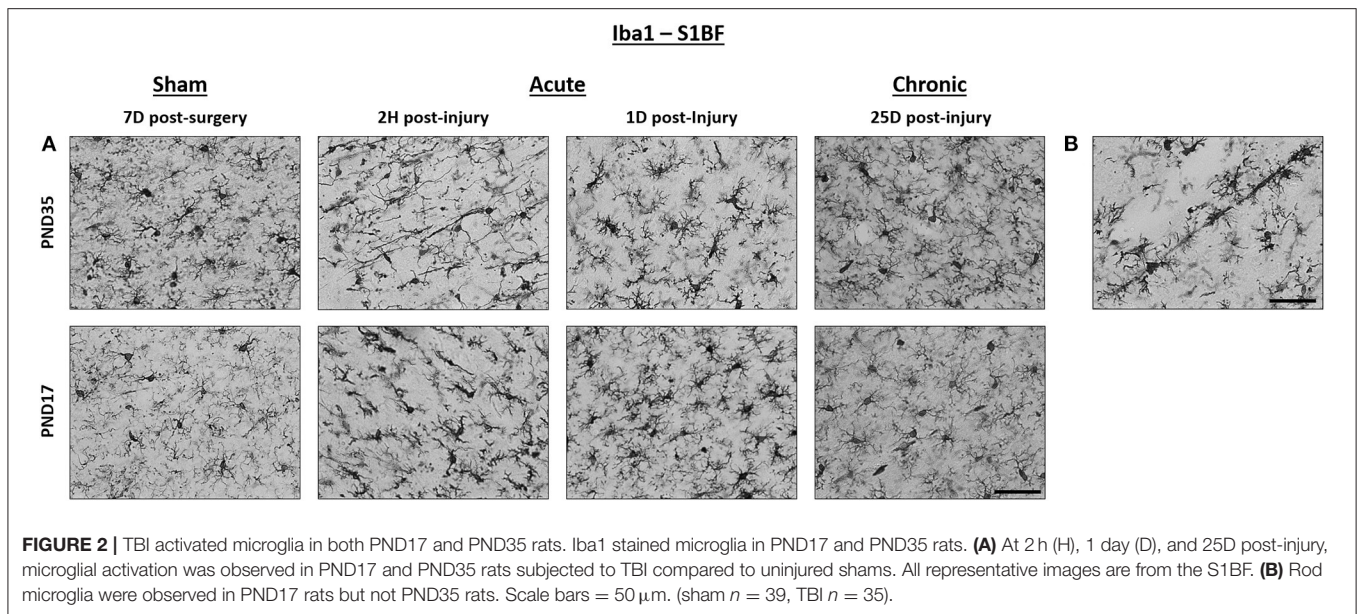 Iba1 – S1BF
Sham
Acute
Chronic
7D post-surgery
2H post-injury
1D post-Injury
25D post-injury
A
B
PND35
PND17
FIGURE 2 | TBI activated microglia in both PND17 and PND35 rats. Iba1 stained microglia in PND17 and PND35 rats. (A) At 2 h (H), 1 day (D), and 25D post-injury,
microglial activation was observed in PND17 and PND35 rats subjected to TBI compared to uninjured shams. All representative images are from the S1BF. (B) Rod
microglia were observed in PND17 rats but not PND35 rats. Scale bars = 50 μm. (sham n = 39, TBI n = 35).